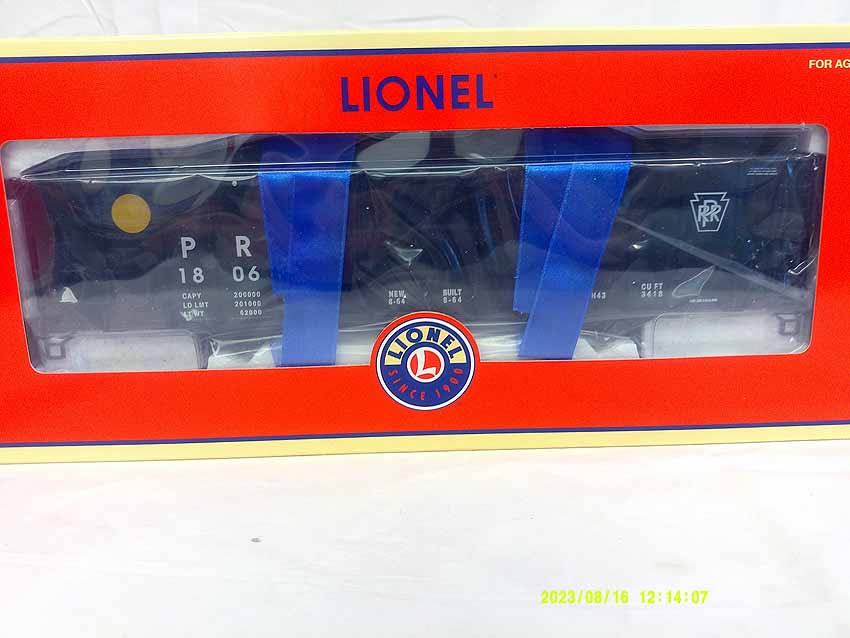 FOR AG
LIONEL
P R
18 06
CAPY 200000
LD LMT 201000
LT WT 62000
NEW 8-64
BUILT 8-64
H43
CU FT
3418
PRR
LIONEL
L
SINCE 1900
2023/08/16 12:14:07